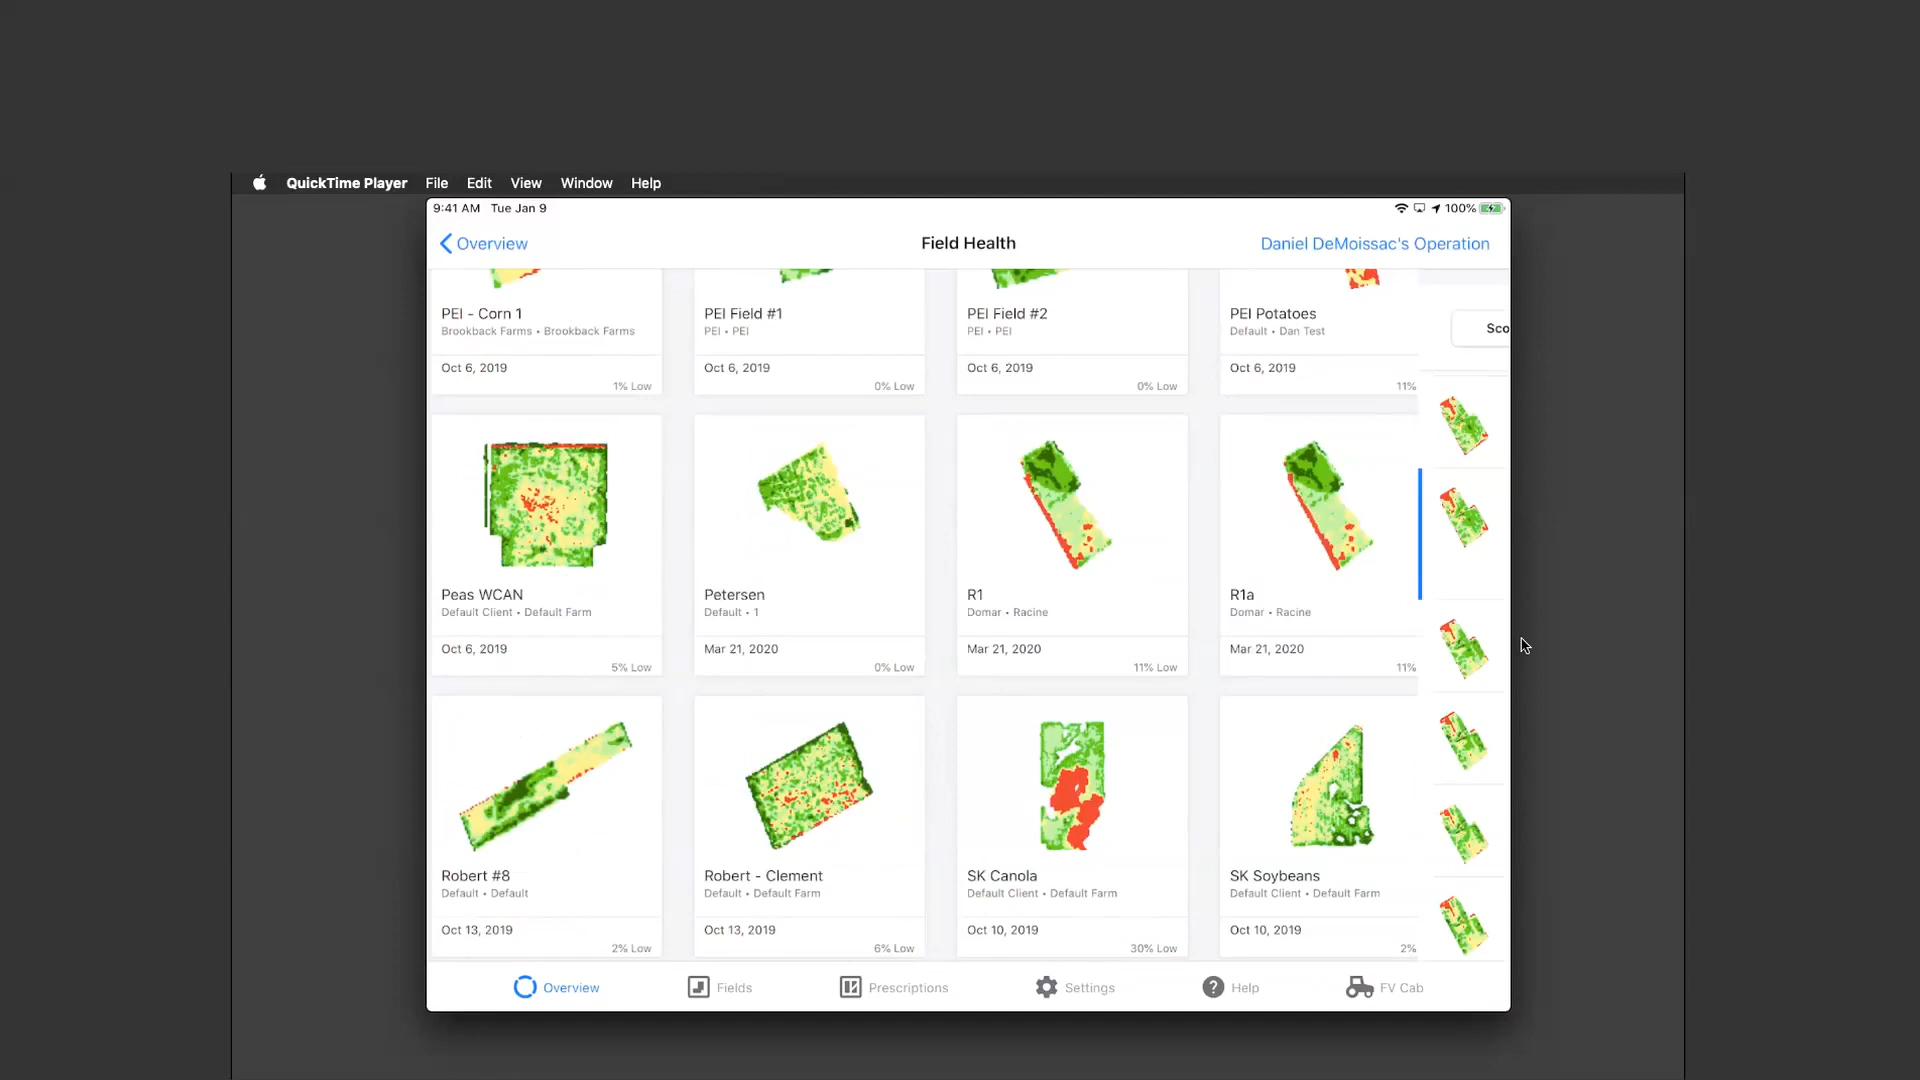 QuickTime Player File Edit View Window Help
9:41 AM Tue Jan 9
100%
Overview
Field Health
Daniel DeMoissac's Operation
PEI - Corn 1
Brookback Farms • Brookback Farms
Oct 6, 2019
1% Low
PEI Field #1
PEI • PEI
Oct 6, 2019
0% Low
PEI Field #2
PEI • PEI
Oct 6, 2019
0% Low
PEI Potatoes
Default • Dan Test
Oct 6, 2019
11%
Sco
Peas WCAN
Default Client • Default Farm
Oct 6, 2019
5% Low
Petersen
Default • 1
Mar 21, 2020
0% Low
R1
Domar • Racine
Mar 21, 2020
11% Low
R1a
Domar • Racine
Mar 21, 2020
11%
Robert #8
Default • Default
Oct 13, 2019
2% Low
Robert - Clement
Default • Default Farm
Oct 13, 2019
6% Low
SK Canola
Default Client • Default Farm
Oct 10, 2019
30% Low
SK Soybeans
Default Client • Default Farm
Oct 10, 2019
2%
Overview Fields Prescriptions Settings Help FV Cab